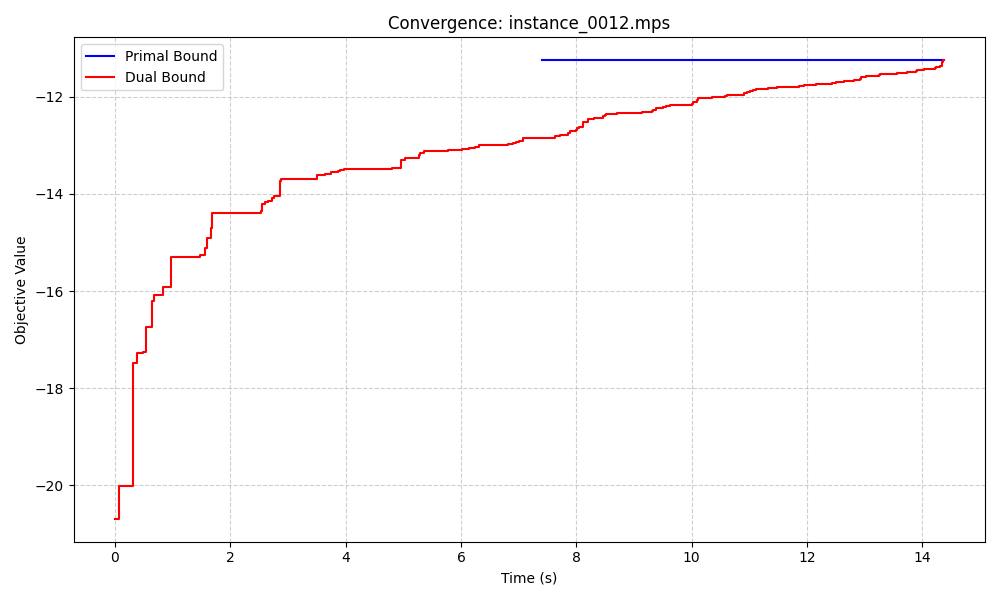 Convergence: instance_0012.mps
Primal Bound
Dual Bound
Objective Value
−12
−14
−16
−18
−20
0 2 4 6 8 10 12 14
Time (s)